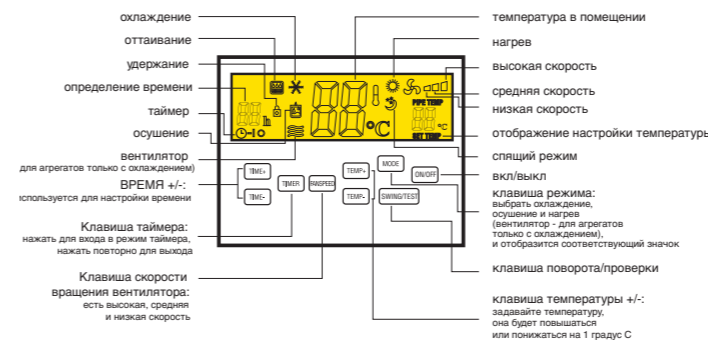 охлаждение
оттаивание
удержание
определение времени
таймер
осушение
вентилятор
для агрегатов только с охлаждением)
ВРЕМЯ +/-:
используется для настройки времени
Клавиша таймера:
нажать для входа в режим таймера,
нажать повторно для выхода
Клавиша скорости
вращения вентилятора:
есть высокая, средняя
и низкая скорость
88 h
88 °C
PIPE TEMP
88 °C
SET TEMP
TIME+
TIME-
TIMER
FANSPEED
TEMP+
TEMP-
MODE
SWING/TEST
ON/OFF
температура в помещении
нагрев
высокая скорость
средняя скорость
низкая скорость
отображение настройки температуры
спящий режим
вкл/выкл
клавиша режима:
выбрать охлаждение,
осушение и нагрев
(вентилятор - для агрегатов
только с охлаждением),
и отобразится соответствующий значок
клавиша поворота/проверки
клавиша температуры +/-:
задавайте температуру,
она будет повышаться
или понижаться на 1 градус С